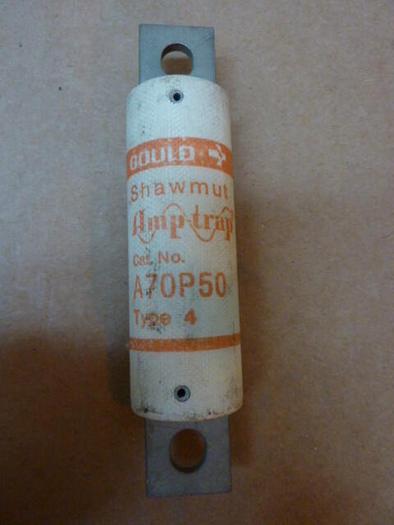 GOULD
Shawmut
Amp-trap
Cat. No.
A70P50
Type 4